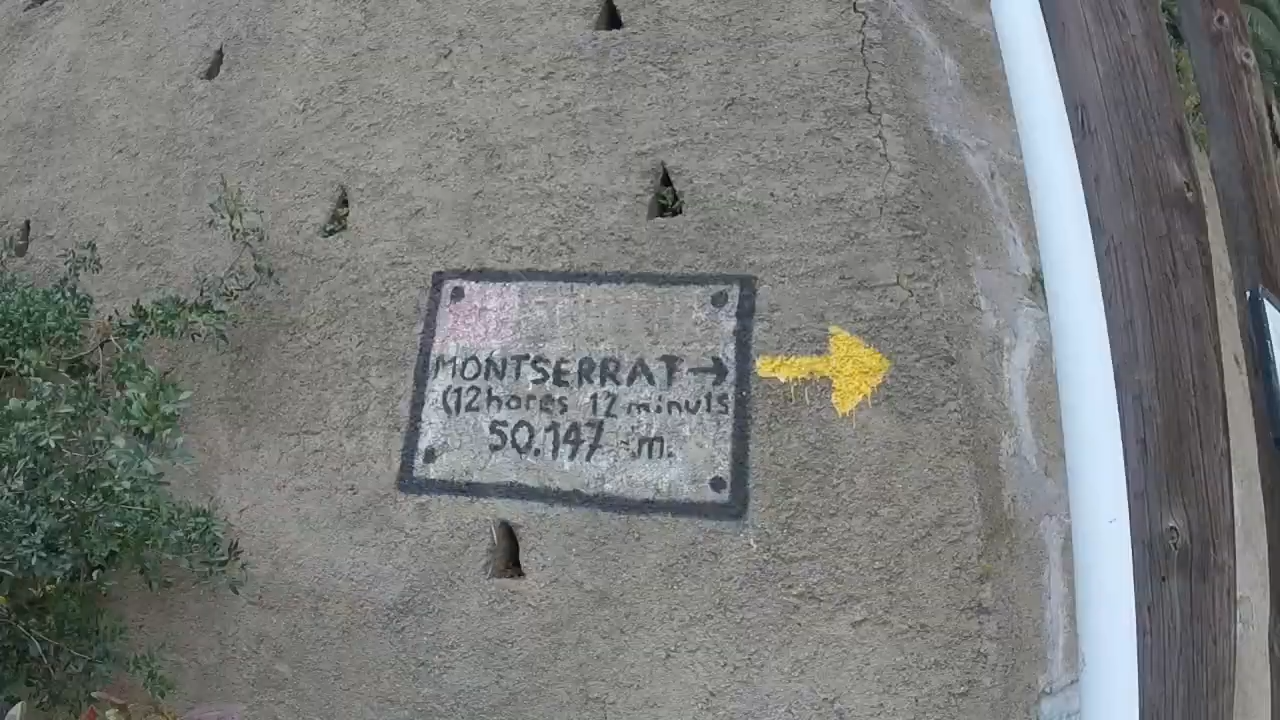 MONTSERRAT →
(12 hores 12 minuts
50.147 m.